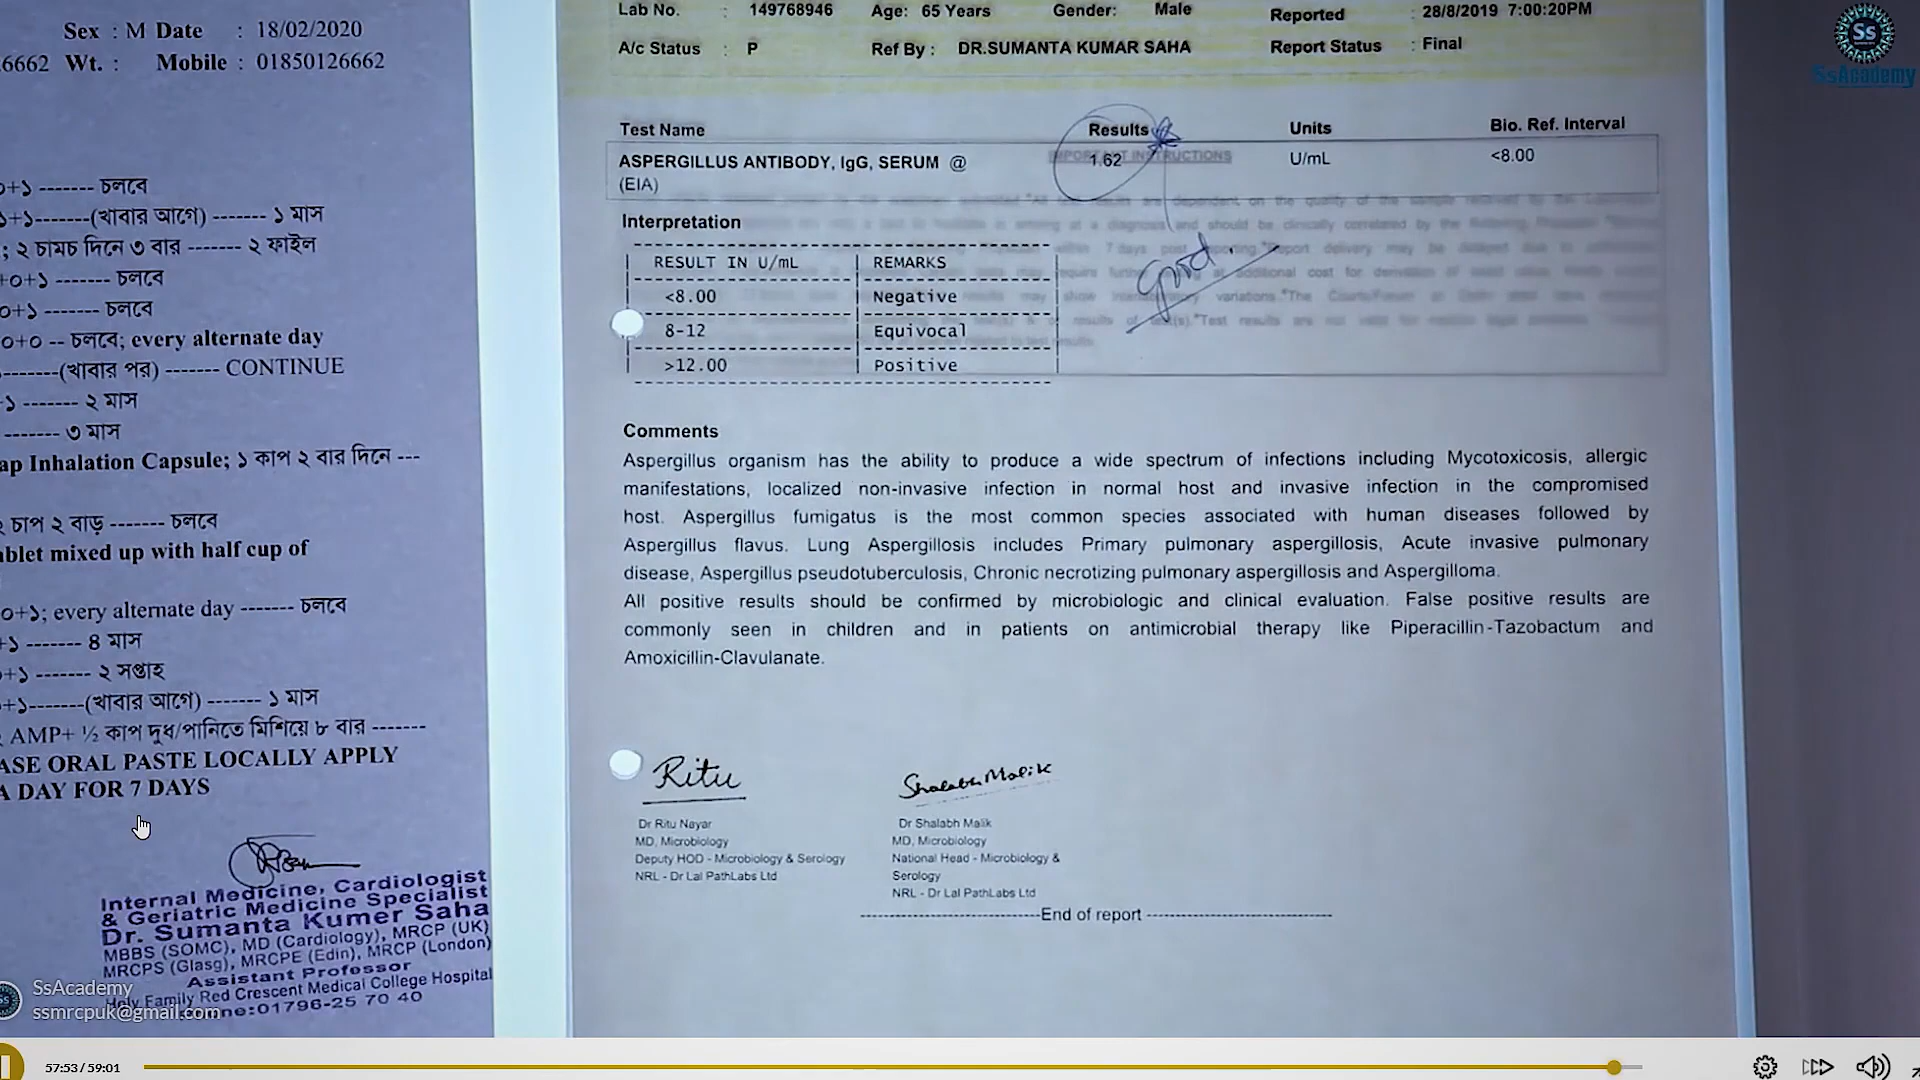 Sex : M Date : 18/02/2020
6662 Wt. : Mobile : 01850126662
০+১ ------- চলবে
১+১-------(খাবার আগে) ------- ১ মাস
; ২ চামচ দিনে ৩ বার ------- ২ ফাইল
+০+১ -------- চলবে
০+১ ------- চলবে
০+০ -- চলবে; every alternate day
-------(খাবার পর) ------- CONTINUE
+১ -------- ২ মাস
------- ৩ মাস
ap Inhalation Capsule; ১ কাপ ২ বার দিনে ---
২ চাপ ২ বাড় ------- চলবে
ablet mixed up with half cup of
০+১; every alternate day ------- চলবে
+১ ------- 8 মাস
০+১ ------- ২ সপ্তাহ
+১-------(খাবার আগে) ------- ১ মাস
২ AMP+ ½ কাপ দুধ/পানিতে মিশিয়ে ৮ বার -------
ASE ORAL PASTE LOCALLY APPLY
A DAY FOR 7 DAYS
Internal Medicine, Cardiologist
& Geriatric Medicine Specialist
Dr. Sumanta Kumer Saha
MBBS (SOMC), MD (Cardiology), MRCP (UK)
MRCPS (Glasg), MRCPE (Edin), MRCP (London)
Assistant Professor
Holy Family Red Crescent Medical College Hospital
ne:01796-25 70 40
SsAcademy
ssmrcpuk@gmail.com
Lab No. : 149768946 Age: 65 Years Gender: Male Reported : 28/8/2019 7:00:20PM
A/c Status : P Ref By : DR.SUMANTA KUMAR SAHA Report Status : Final
Test Name Results Units Bio. Ref. Interval
ASPERGILLUS ANTIBODY, IgG, SERUM @ 1.62 U/mL <8.00
(EIA)
IMPORTANT INSTRUCTIONS
Interpretation
RESULT IN U/mL REMARKS
<8.00 Negative
8-12 Equivocal
>12.00 Positive
Good
Comments
Aspergillus organism has the ability to produce a wide spectrum of infections including Mycotoxicosis, allergic
manifestations, localized non-invasive infection in normal host and invasive infection in the compromised
host. Aspergillus fumigatus is the most common species associated with human diseases followed by
Aspergillus flavus. Lung Aspergillosis includes Primary pulmonary aspergillosis, Acute invasive pulmonary
disease, Aspergillus pseudotuberculosis, Chronic necrotizing pulmonary aspergillosis and Aspergilloma.
All positive results should be confirmed by microbiologic and clinical evaluation. False positive results are
commonly seen in children and in patients on antimicrobial therapy like Piperacillin-Tazobactum and
Amoxicillin-Clavulanate.
Ritu
Shalabh Malik
Dr Ritu Nayar
MD, Microbiology
Deputy HOD - Microbiology & Serology
NRL - Dr Lal PathLabs Ltd
Dr Shalabh Malik
MD, Microbiology
National Head - Microbiology &
Serology
NRL - Dr Lal PathLabs Ltd
--------------------End of report --------------------
Ss
SsAcademy
57:53 / 59:01